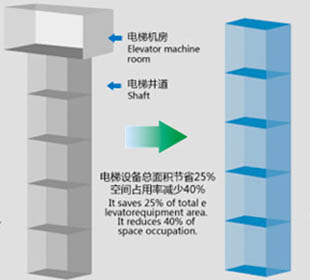 电梯机房
Elevator machine
room
电梯井道
Shaft
电梯设备总面积节省25%
空间占用率减少40%
It saves 25% of total e
levatorequipment area.
It reduces 40% of
space occupation.